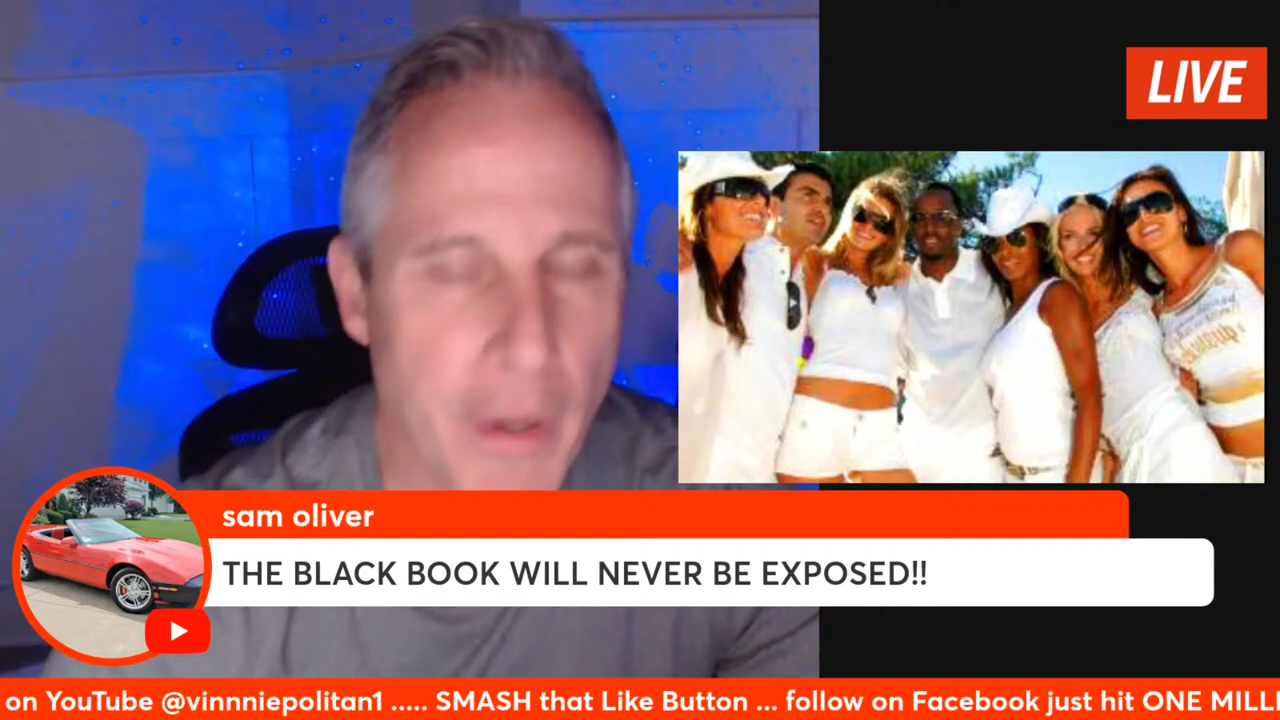 LIVE
sam oliver
THE BLACK BOOK WILL NEVER BE EXPOSED!!
on YouTube @vinnniepolitan1 ..... SMASH that Like Button ... follow on Facebook just hit ONE MILLI